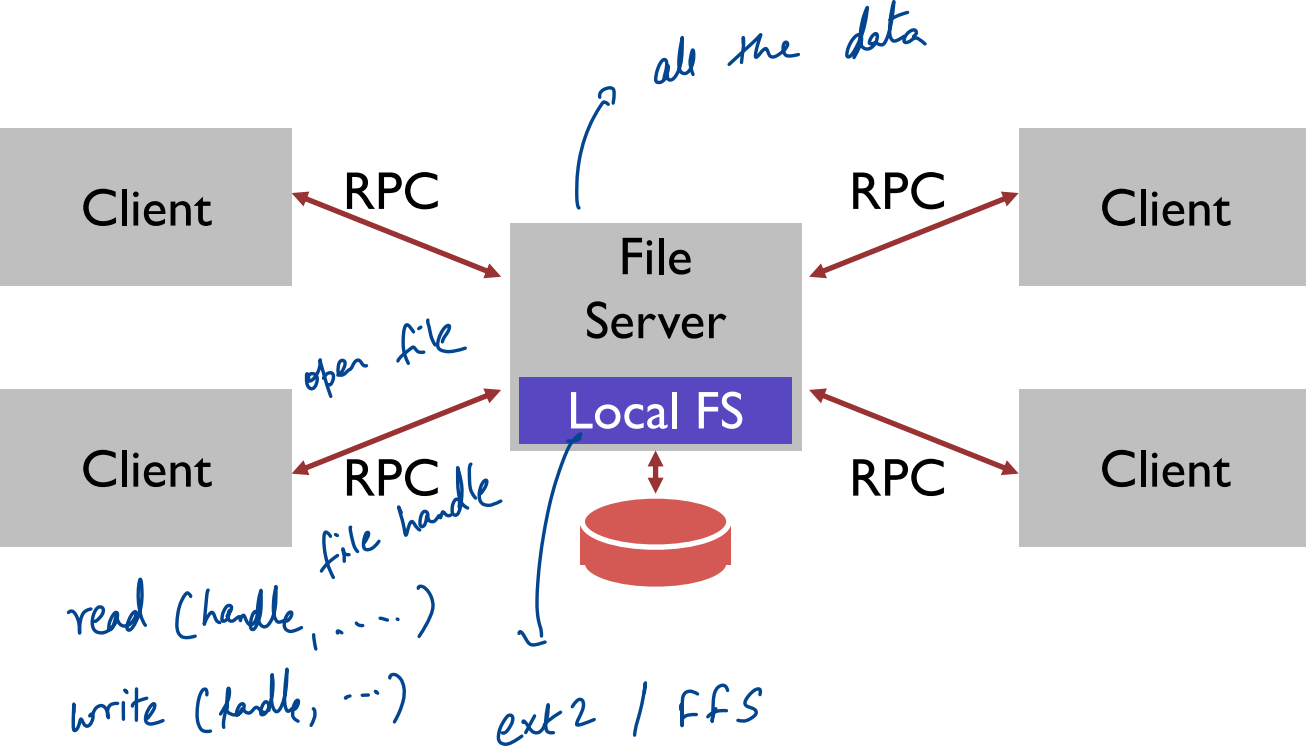 all the data
Client
RPC
RPC
Client
File
Server
open file
Local FS
Client
RPC
RPC
Client
file handle
read (handle, .....)
write (handle, ...)
ext2 / FFS